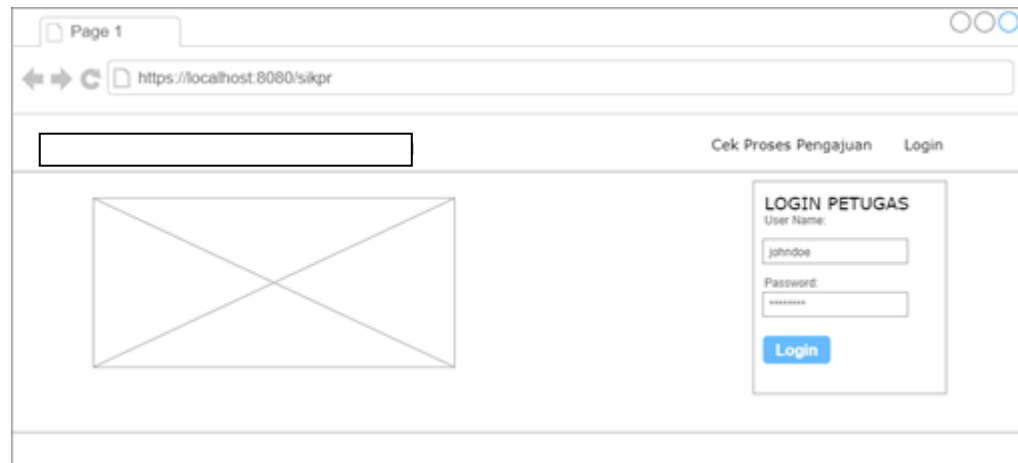 Page 1
https://localhost:8080/sikpr
Cek Proses Pengajuan Login
LOGIN PETUGAS
User Name:
johndoe
Password:
********
Login